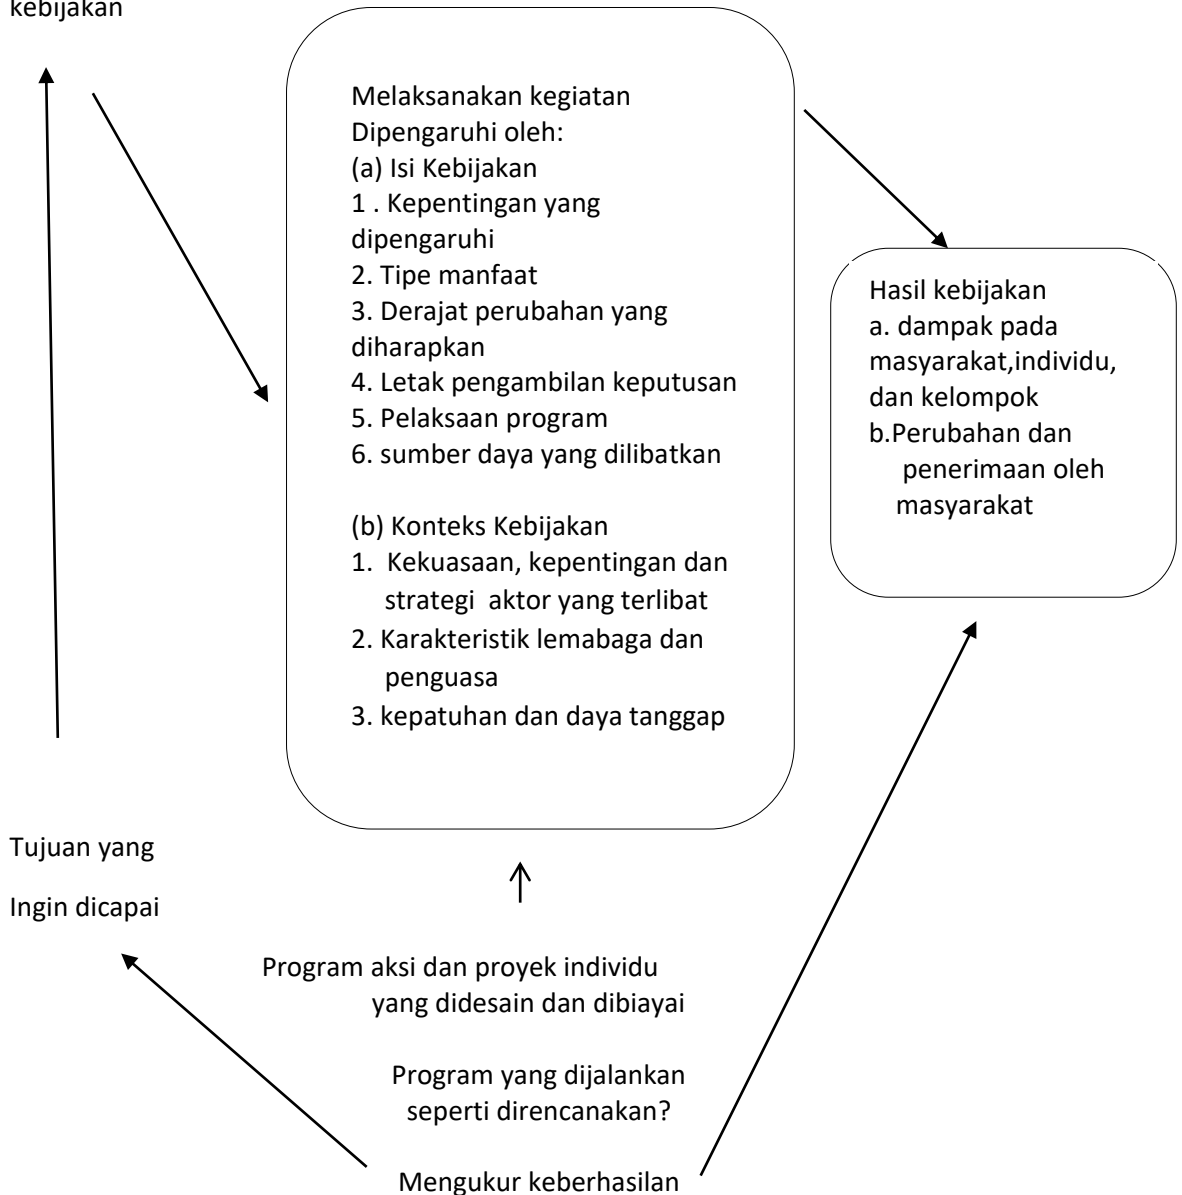 kebijakan
Melaksanakan kegiatan
Dipengaruhi oleh:
(a) Isi Kebijakan
1 . Kepentingan yang
dipengaruhi
2. Tipe manfaat
3. Derajat perubahan yang
diharapkan
4. Letak pengambilan keputusan
5. Pelaksaan program
6. sumber daya yang dilibatkan
(b) Konteks Kebijakan
1. Kekuasaan, kepentingan dan
strategi aktor yang terlibat
2. Karakteristik lemabaga dan
penguasa
3. kepatuhan dan daya tanggap
Hasil kebijakan
a. dampak pada
masyarakat,individu,
dan kelompok
b.Perubahan dan
penerimaan oleh
masyarakat
Tujuan yang
Ingin dicapai
Program aksi dan proyek individu
yang didesain dan dibiayai
Program yang dijalankan
seperti direncanakan?
Mengukur keberhasilan